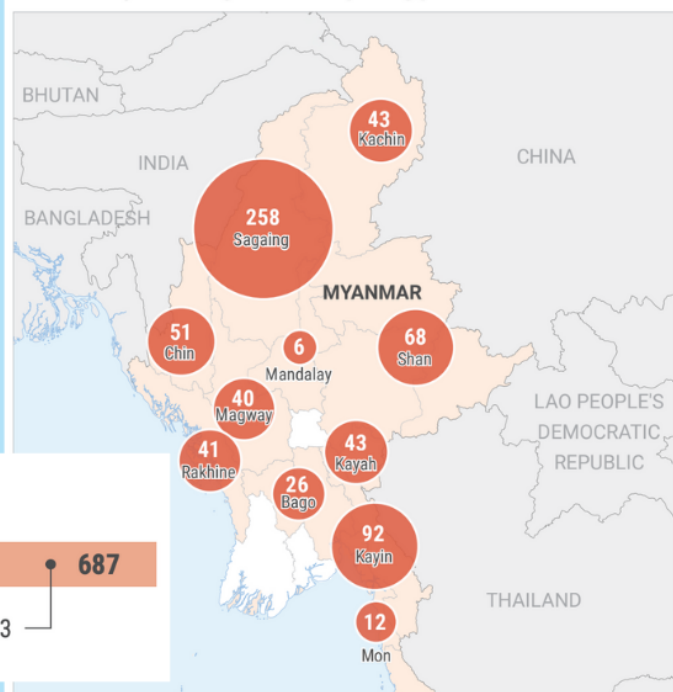 43
Kachin
BHUTAN
INDIA
CHINA
BANGLADESH
258
Sagaing
MYANMAR
51
Chin
6
Mandalay
68
Shan
40
Magway
LAO PEOPLE'S
DEMOCRATIC
REPUBLIC
41
Rakhine
43
Kayah
26
Bago
92
Kayin
687
3
THAILAND
12
Mon